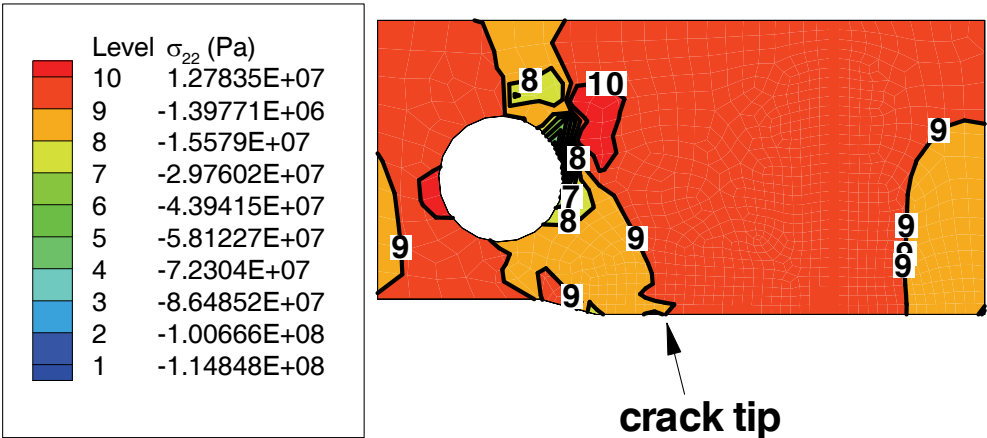 Level σ22 (Pa)
10 1.27835E+07
9 -1.39771E+06
8 -1.5579E+07
7 -2.97602E+07
6 -4.39415E+07
5 -5.81227E+07
4 -7.2304E+07
3 -8.64852E+07
2 -1.00666E+08
1 -1.14848E+08
8
10
9
8
7
8
9
9
9
9
9
9
crack tip